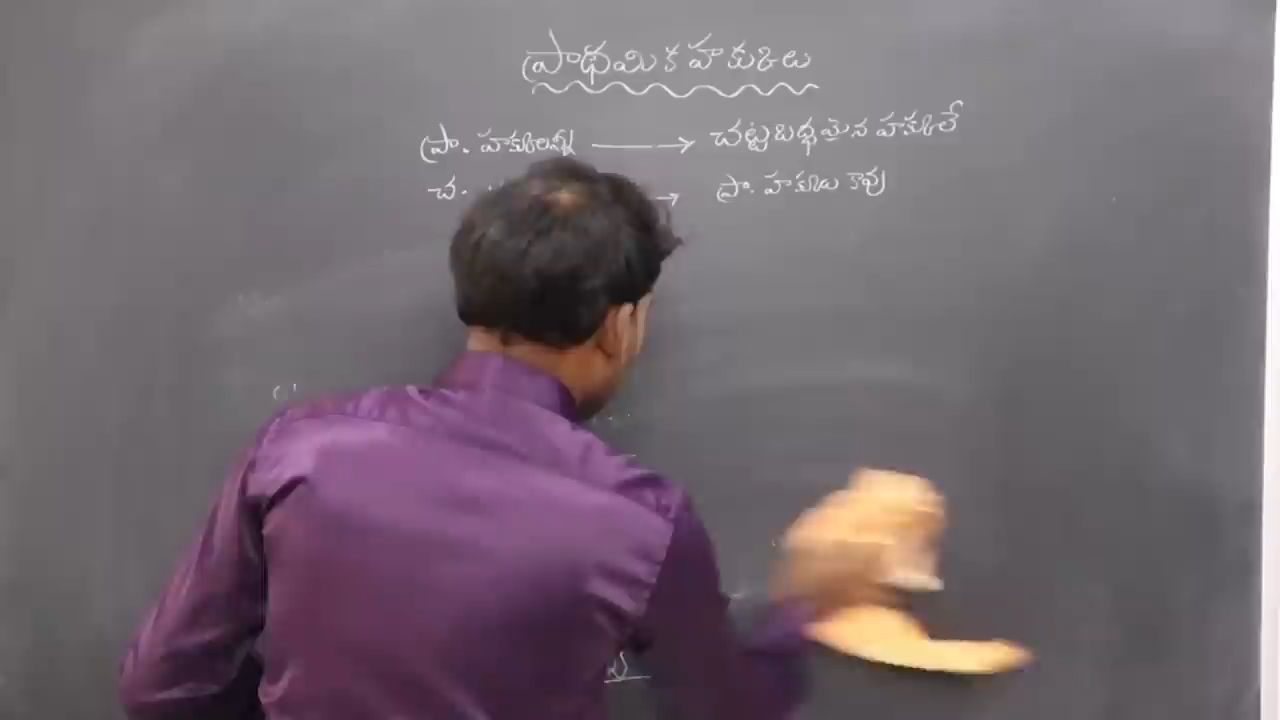 ప్రాథమిక హక్కులు
ప్రా. హక్కులన్నీ → చట్టబద్ధమైన హక్కులే
చ. → ప్రా. హక్కులు కావు